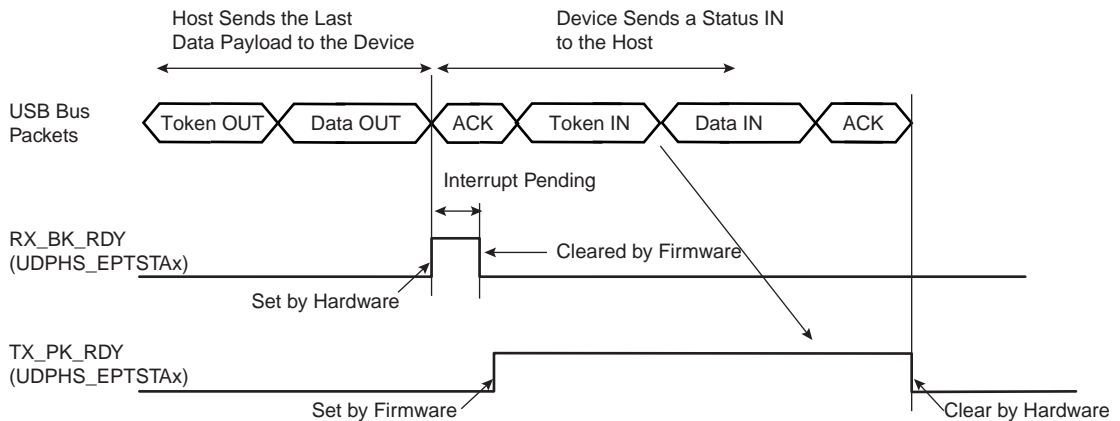 Host Sends the Last
Data Payload to the Device
Device Sends a Status IN
to the Host
USB Bus
Packets
Token OUT
Data OUT
ACK
Token IN
Data IN
ACK
Interrupt Pending
RX_BK_RDY
(UDPHS_EPTSTAx)
Cleared by Firmware
Set by Hardware
TX_PK_RDY
(UDPHS_EPTSTAx)
Set by Firmware
Clear by Hardware